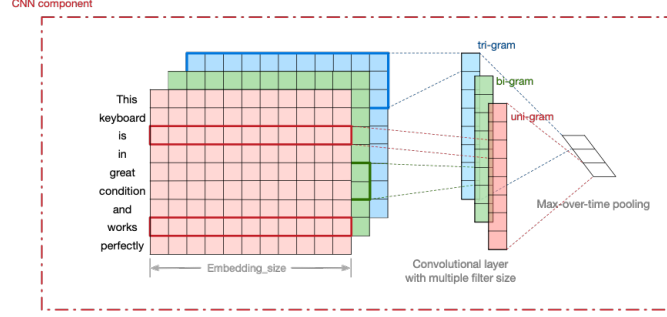 CNN component
tri-gram
bi-gram
uni-gram
This
keyboard
is
in
great
condition
and
works
perfectly
Max-over-time pooling
Embedding_size
Convolutional layer
with multiple filter size